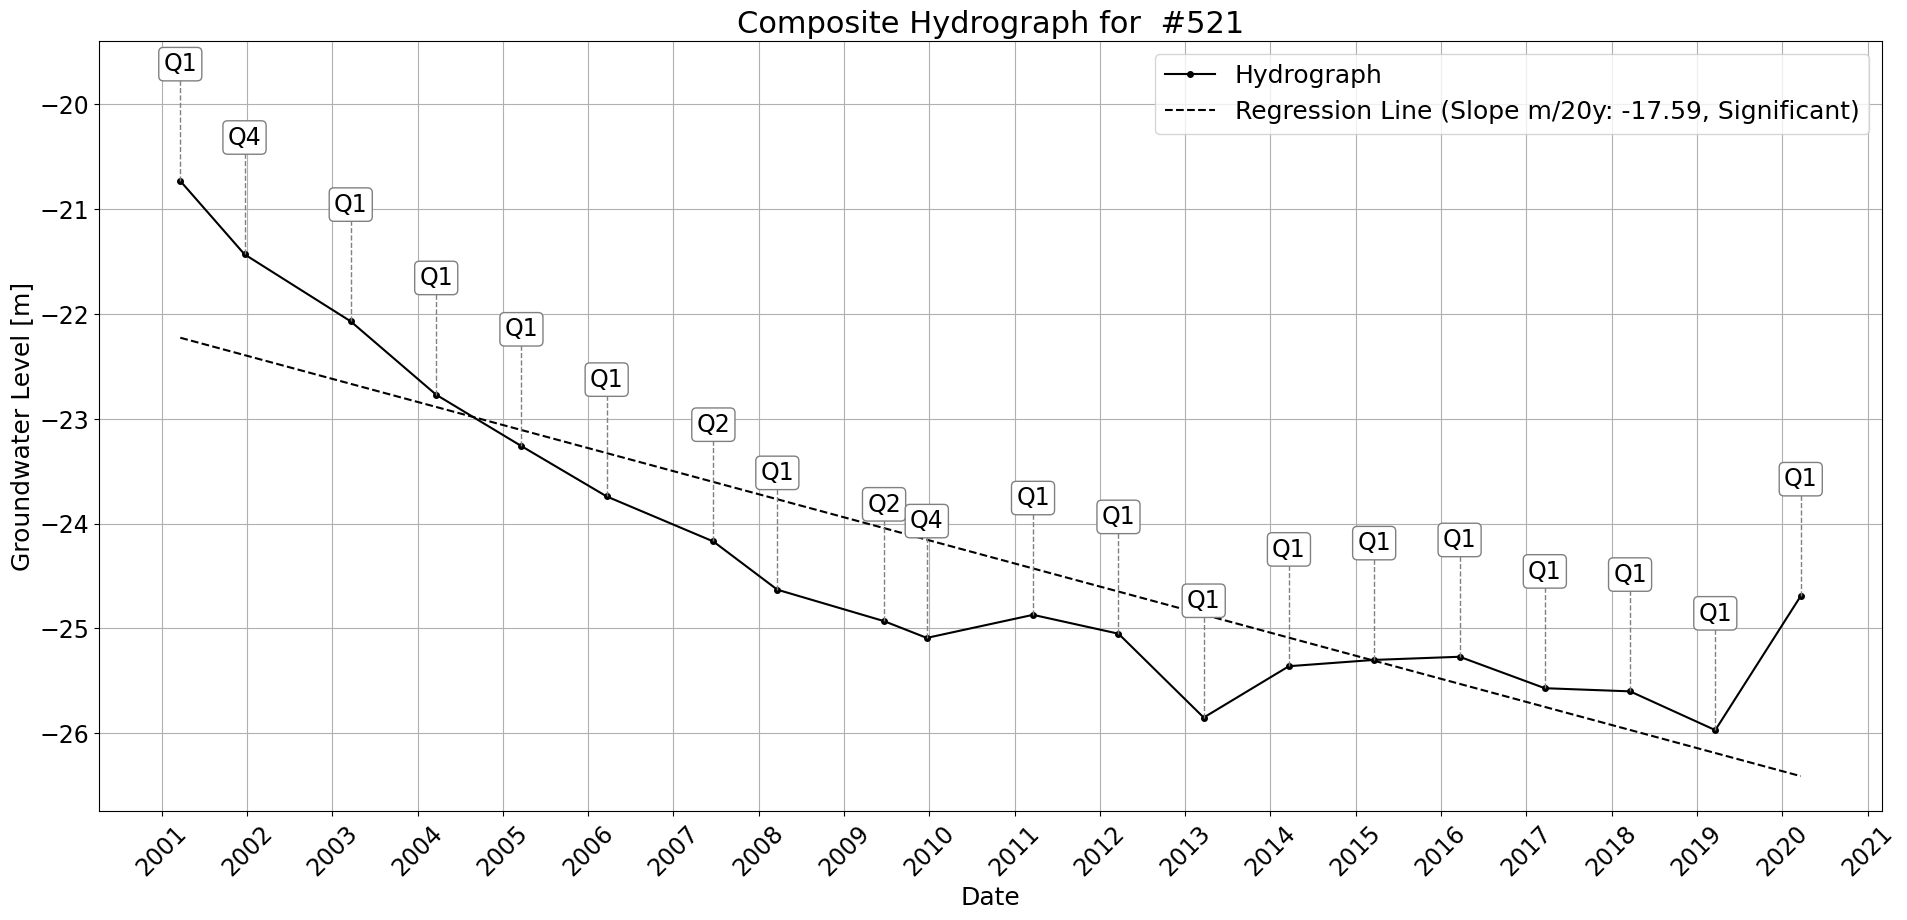 Composite Hydrograph for  #521
Hydrograph
Regression Line (Slope m/20y: -17.59, Significant)
Q1
Q4
Q1
Q1
Q1
Q1
Q2
Q1
Q2
Q4
Q1
Q1
Q1
Q1
Q1
Q1
Q1
Q1
Q1
Q1
Groundwater Level [m]
−20
−21
−22
−23
−24
−25
−26
2001
2002
2003
2004
2005
2006
2007
2008
2009
2010
2011
2012
2013
2014
2015
2016
2017
2018
2019
2020
2021
Date